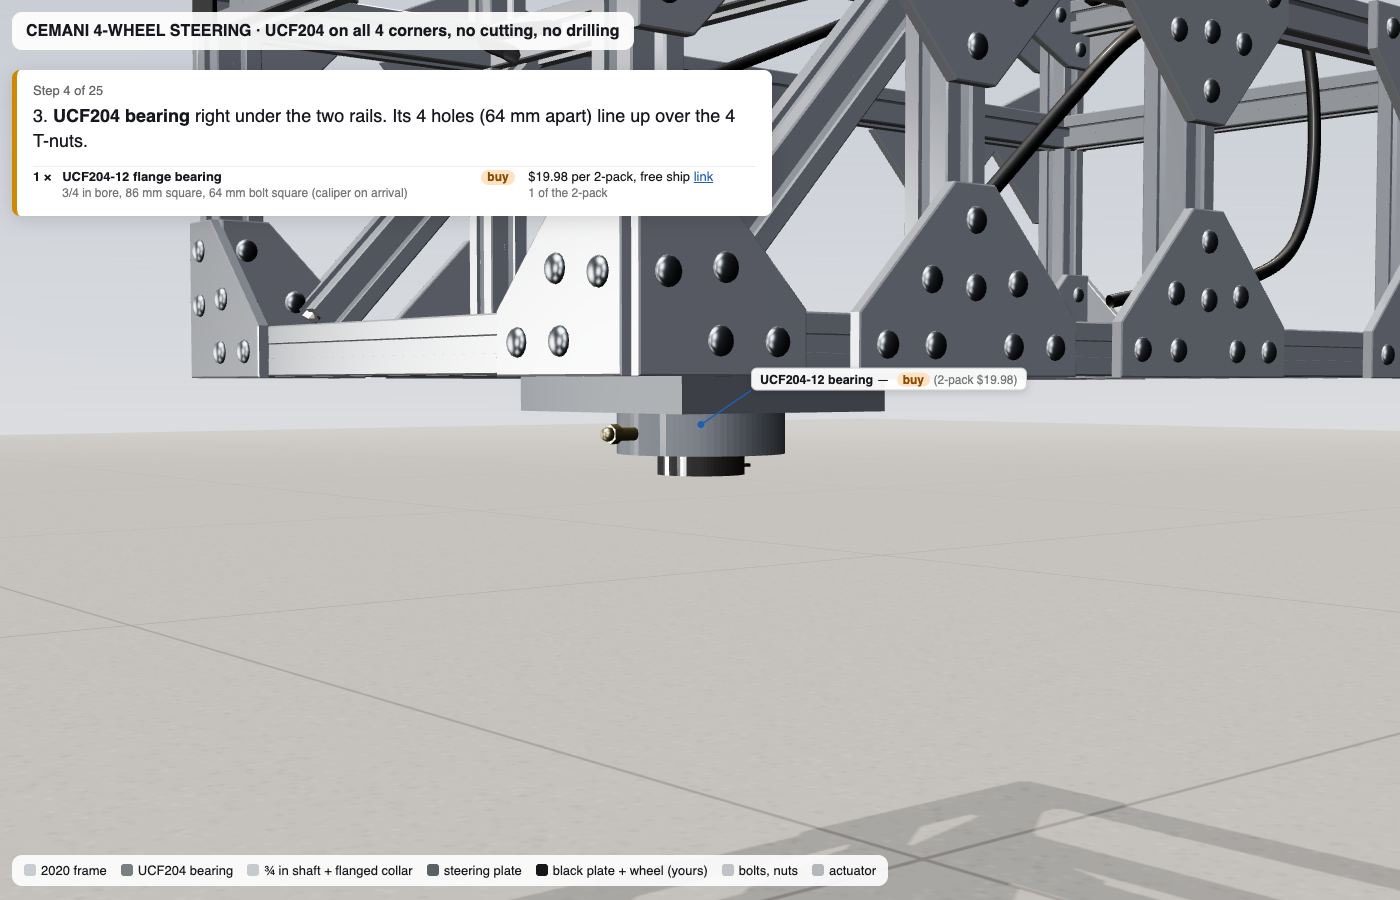 CEMANI 4-WHEEL STEERING · UCF204 on all 4 corners, no cutting, no drilling
Step 4 of 25
3. UCF204 bearing right under the two rails. Its 4 holes (64 mm apart) line up over the 4
T-nuts.
1 × UCF204-12 flange bearing buy $19.98 per 2-pack, free ship link
3/4 in bore, 86 mm square, 64 mm bolt square (caliper on arrival) 1 of the 2-pack
UCF204-12 bearing — buy (2-pack $19.98)
2020 frame UCF204 bearing ¾ in shaft + flanged collar steering plate black plate + wheel (yours) bolts, nuts actuator